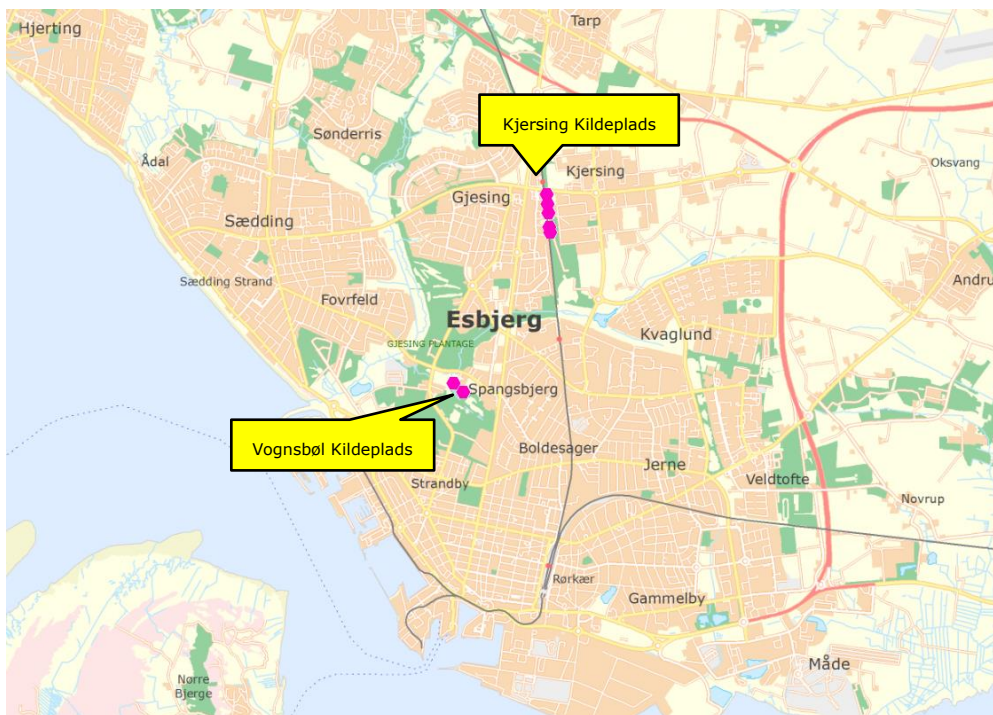 Hjerting
Tarp
Kjersing Kildeplads
Sønderris
Ådal
Oksvang
Kjersing
Gjesing
Sædding
Sædding Strand
Andru
Fovrfeld
Esbjerg
Kvaglund
GJESING PLANTAGE
Spangsbjerg
Vognsbøl Kildeplads
Boldesager
Jerne
Strandby
Veldtofte
Novrup
Rørkær
Gammelby
Måde
Nørre
Bjerge